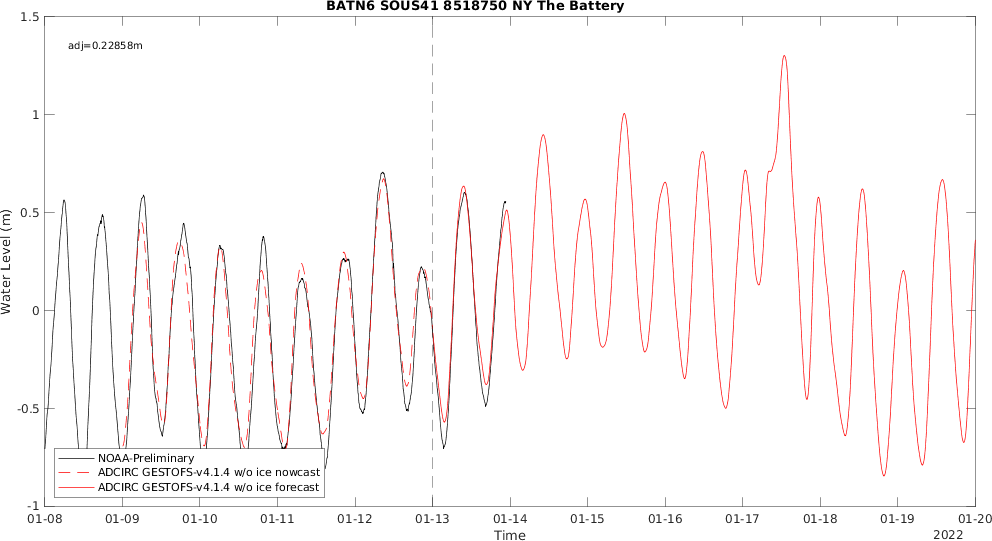 BATN6 SOUS41 8518750 NY The Battery
adj=0.22858m
1.5
1
0.5
0
-0.5
-1
Water Level (m)
NOAA-Preliminary
ADCIRC GESTOFS-v4.1.4 w/o ice nowcast
ADCIRC GESTOFS-v4.1.4 w/o ice forecast
01-08 01-09 01-10 01-11 01-12 01-13 01-14 01-15 01-16 01-17 01-18 01-19 01-20
Time
2022